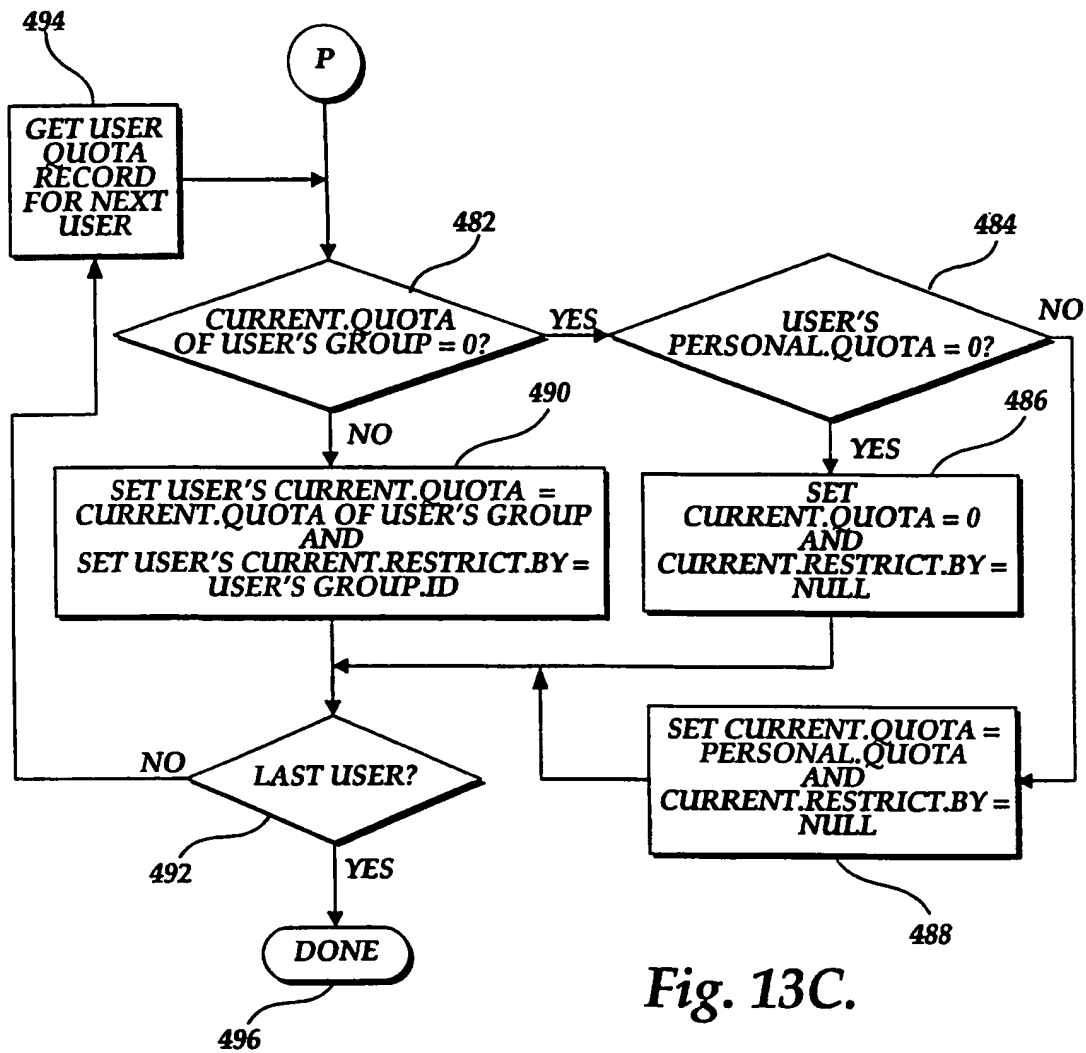 494
P
GET USER
QUOTA
RECORD
FOR NEXT
USER
482
CURRENT.QUOTA
OF USER'S GROUP = 0?
YES
484
USER'S
PERSONAL.QUOTA = 0?
NO
NO
490
SET USER'S CURRENT.QUOTA =
CURRENT.QUOTA OF USER'S GROUP
AND
SET USER'S CURRENT.RESTRICT.BY =
USER'S GROUP.ID
YES
486
SET
CURRENT.QUOTA = 0
AND
CURRENT.RESTRICT.BY =
NULL
SET CURRENT.QUOTA =
PERSONAL.QUOTA
AND
CURRENT.RESTRICT.BY =
NULL
488
NO
LAST USER?
492
YES
DONE
496
Fig. 13C.